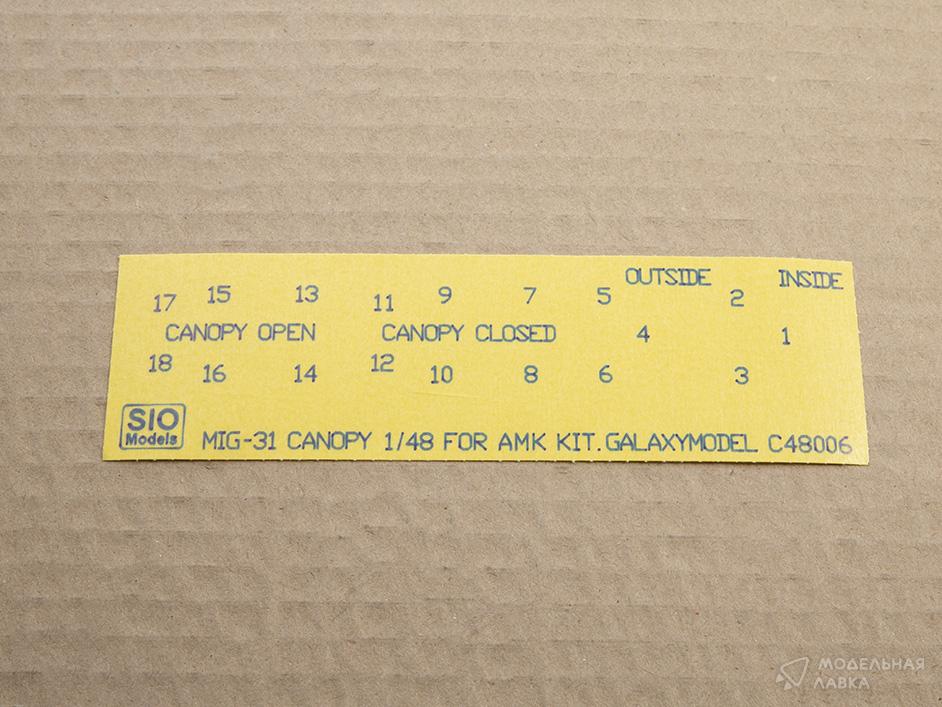 OUTSIDE INSIDE
17 15 13 11 9 7 5 2
CANOPY OPEN CANOPY CLOSED 4 1
18 16 14 12 10 8 6 3
SIO
Models
MIG-31 CANOPY 1/48 FOR AMK KIT.GALAXYMODEL C48006
МОДЕЛЬНАЯ
ЛАВКА